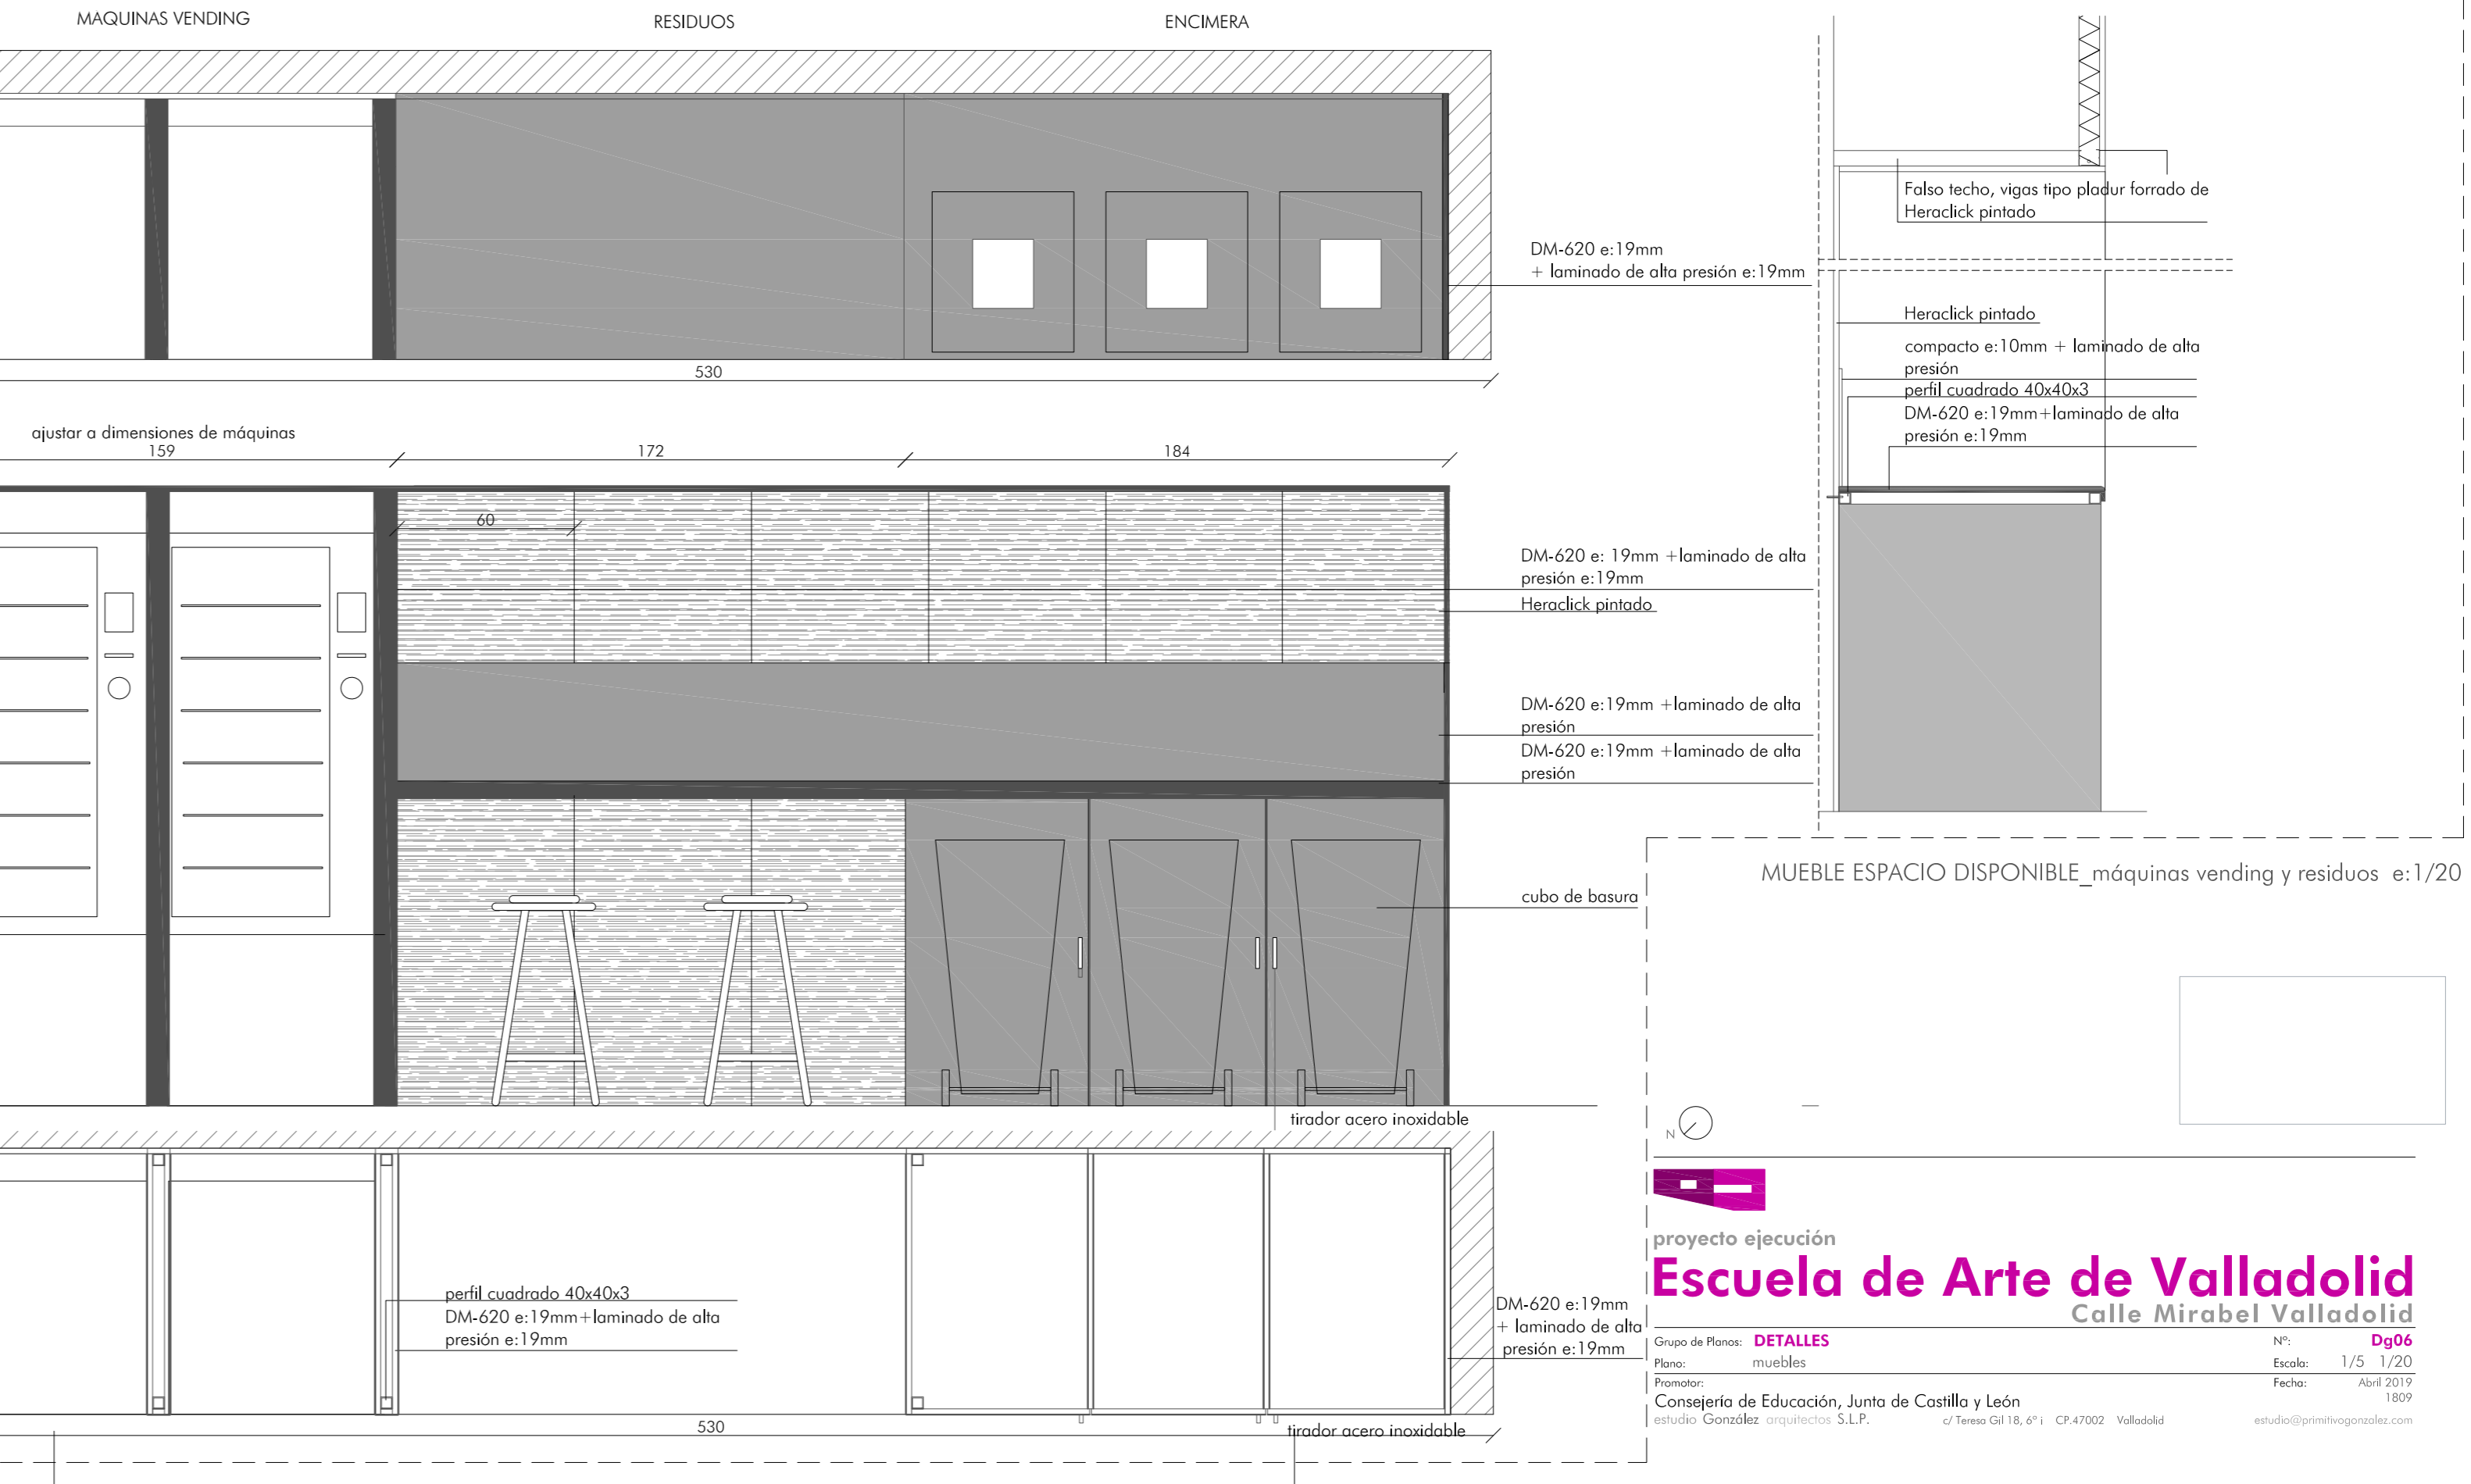 MAQUINAS VENDING
RESIDUOS
ENCIMERA
530
DM-620 e:19mm
+ laminado de alta presión e:19mm
ajustar a dimensiones de máquinas
159
172
184
60
DM-620 e: 19mm +laminado de alta
presión e:19mm
Heraclick pintado
DM-620 e:19mm +laminado de alta
presión
DM-620 e:19mm +laminado de alta
presión
cubo de basura
tirador acero inoxidable
perfil cuadrado 40x40x3
DM-620 e:19mm+laminado de alta
presión e:19mm
DM-620 e:19mm
+ laminado de alta
presión e:19mm
530
tirador acero inoxidable
Falso techo, vigas tipo pladur forrado de
Heraclick pintado
Heraclick pintado
compacto e:10mm + laminado de alta
presión
perfil cuadrado 40x40x3
DM-620 e:19mm+laminado de alta
presión e:19mm
MUEBLE ESPACIO DISPONIBLE_máquinas vending y residuos e:1/20
N
proyecto ejecución
Escuela de Arte de Valladolid
Calle Mirabel Valladolid
Grupo de Planos: DETALLES
Nº: Dg06
Plano: muebles
Escala: 1/5 1/20
Promotor:
Fecha: Abril 2019
Consejería de Educación, Junta de Castilla y León
1809
estudio González arquitectos S.L.P. c/ Teresa Gil 18, 6º i CP.47002 Valladolid estudio@primitivogonzalez.com